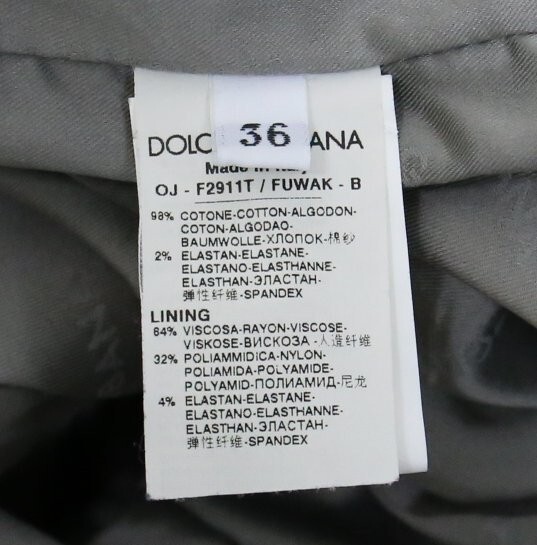 36
DOLC ANA
Made in Italy
OJ - F2911T / FUWAK - B
98% COTONE-COTTON-ALGODON-
COTTON-ALGODAO-
BAUMWOLLE-ХЛОПОК-棉纱
2% ELASTAN-ELASTANE-
ELASTANO-ELASTHANNE-
ELASTHAN-ЭЛАСТАН-
弹性纤维-SPANDEX
LINING
64% VISCOSA-RAYON-VISCOSE-
VISKOSE-ВИСКОЗА -人造纤维
32% POLIAMMIDICA-NYLON-
POLIAMIDA-POLYAMIDE-
POLYAMID-ПОЛИАМИД-尼龙
4% ELASTAN-ELASTANE-
ELASTANO-ELASTHANNE-
ELASTHAN-ЭЛАСТАН-
弹性纤维-SPANDEX